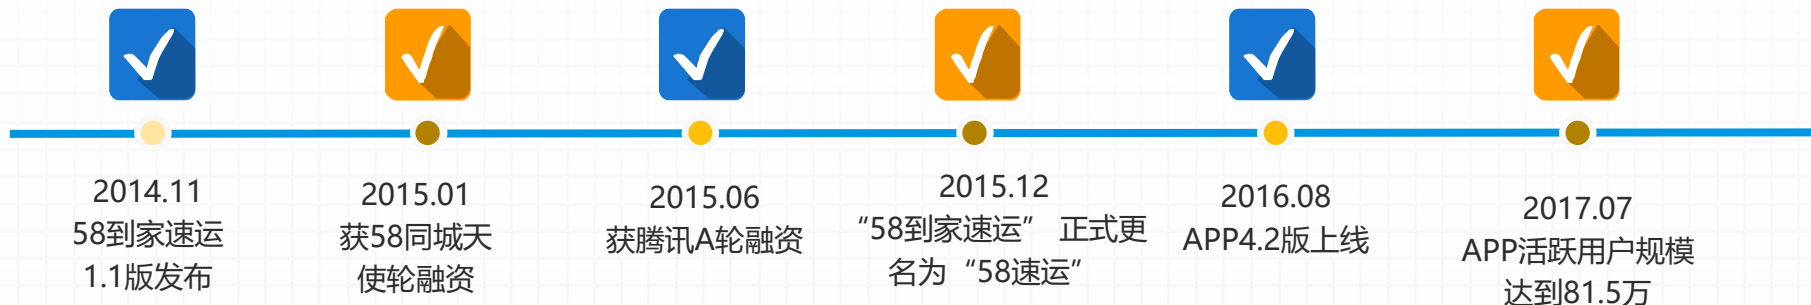 2014.11
58到家速运
1.1版发布
2015.01
获58同城天
使轮融资
2015.06
获腾讯A轮融资
2015.12
“58到家速运” 正式更
名为“58速运”
2016.08
APP4.2版上线
2017.07
APP活跃用户规模
达到81.5万